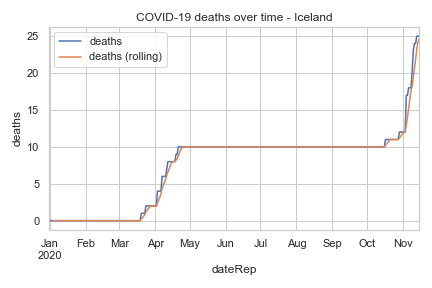 COVID-19 deaths over time - Iceland
deaths
deaths (rolling)
25
20
15
10
5
0
deaths
Jan Feb Mar Apr May Jun Jul Aug Sep Oct Nov
2020
dateRep